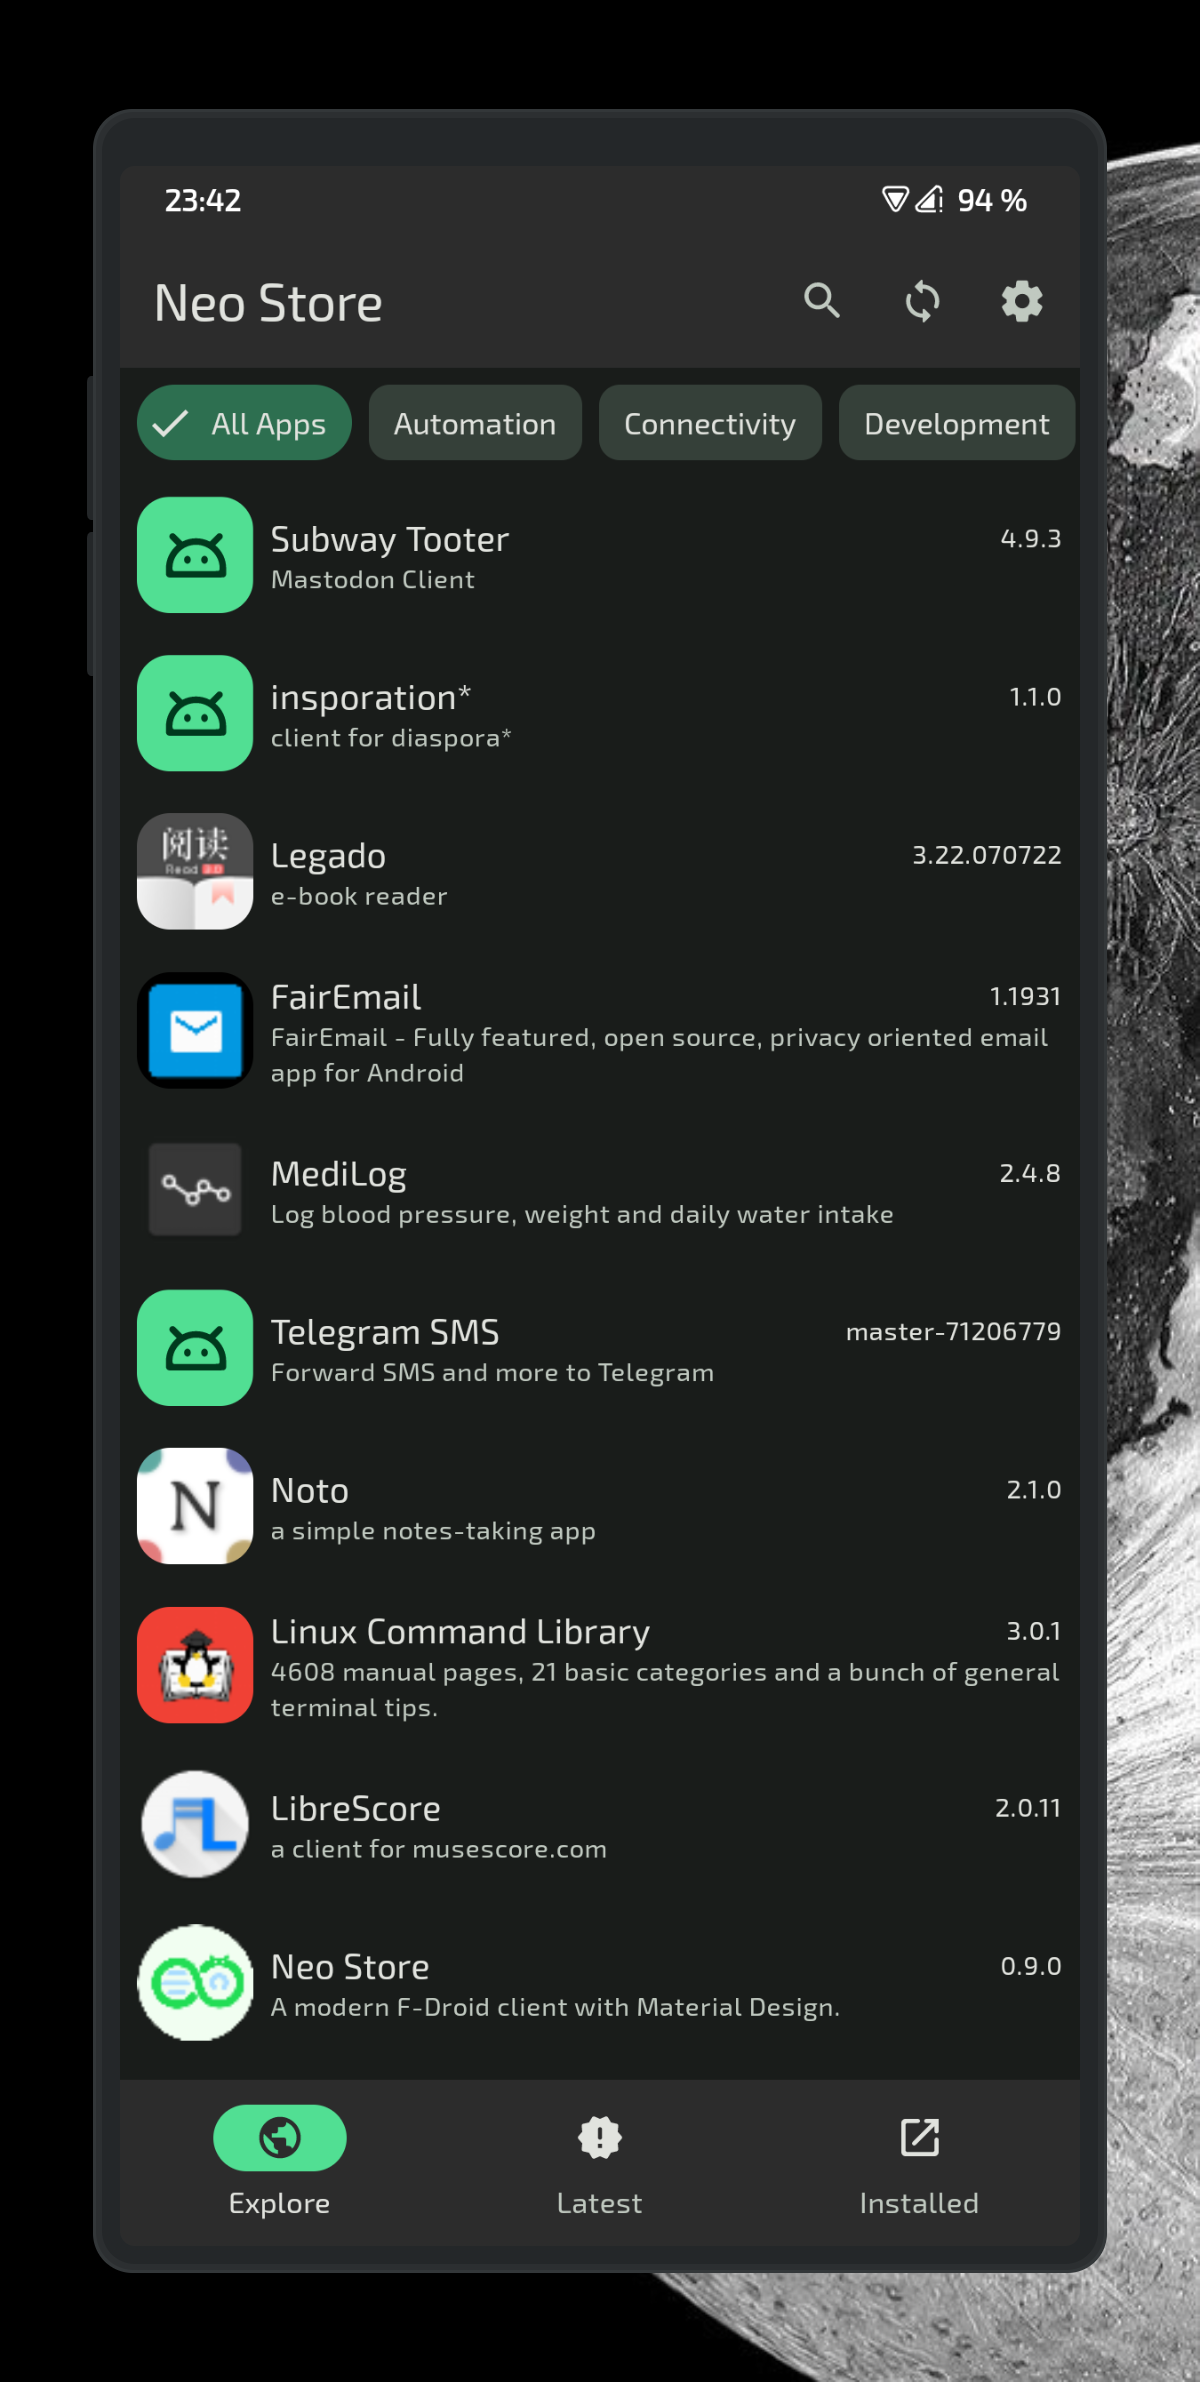 23:42
94 %
Neo Store
All Apps
Automation
Connectivity
Development
Subway Tooter
4.9.3
Mastodon Client
insporation*
1.1.0
client for diaspora*
阅读
Read 3.0
Legado
3.22.070722
e-book reader
FairEmail
1.1931
FairEmail - Fully featured, open source, privacy oriented email
app for Android
MediLog
2.4.8
Log blood pressure, weight and daily water intake
Telegram SMS
master-71206779
Forward SMS and more to Telegram
N
Noto
2.1.0
a simple notes-taking app
Linux Command Library
3.0.1
4608 manual pages, 21 basic categories and a bunch of general
terminal tips.
LibreScore
2.0.11
a client for musescore.com
Neo Store
0.9.0
A modern F-Droid client with Material Design.
Explore
Latest
Installed